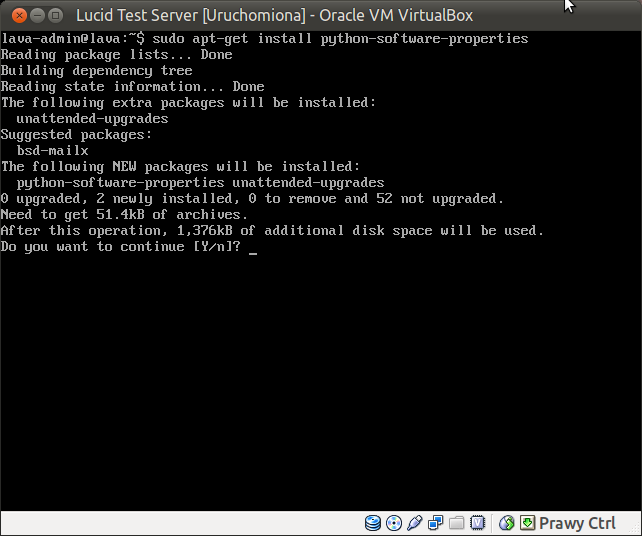 Lucid Test Server [Uruchomiona] - Oracle VM VirtualBox
lava-admin@lava:~$ sudo apt-get install python-software-properties
Reading package lists... Done
Building dependency tree
Reading state information... Done
The following extra packages will be installed:
  unattended-upgrades
Suggested packages:
  bsd-mailx
The following NEW packages will be installed:
  python-software-properties unattended-upgrades
0 upgraded, 2 newly installed, 0 to remove and 52 not upgraded.
Need to get 51.4kB of archives.
After this operation, 1,376kB of additional disk space will be used.
Do you want to continue [Y/n]? _
Prawy Ctrl